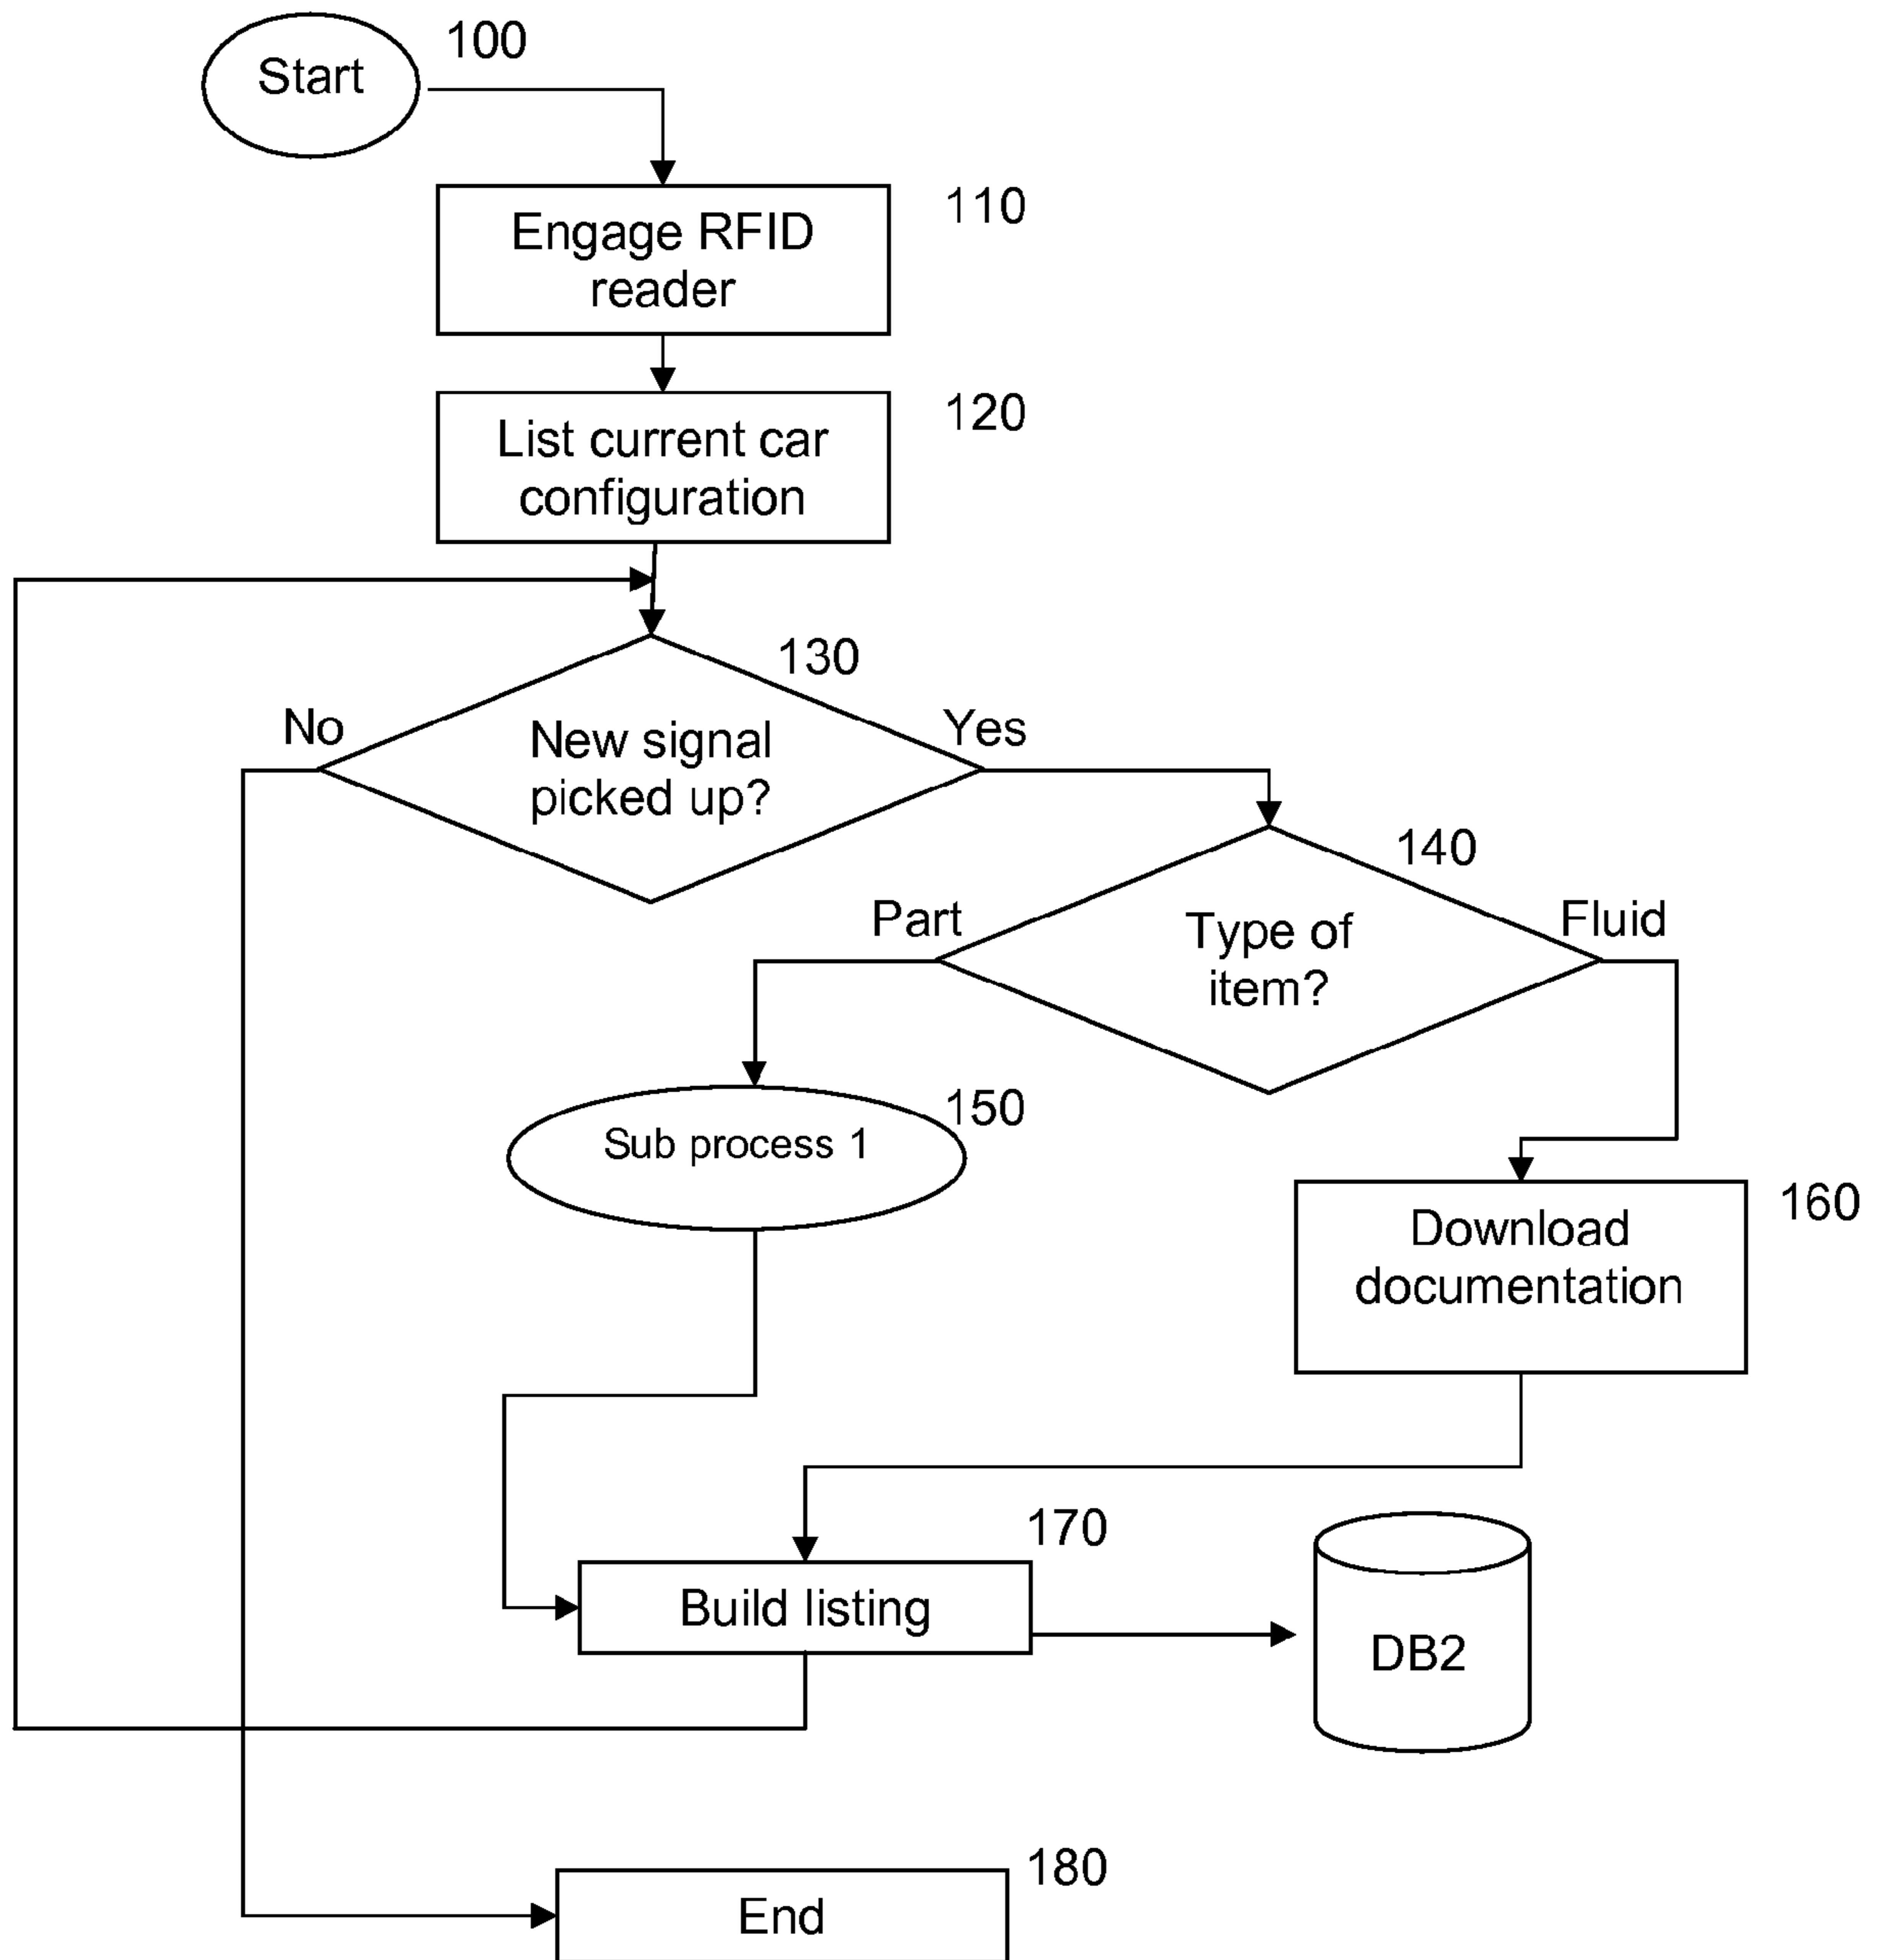 Start
100
Engage RFID
reader
110
List current car
configuration
120
130
No
New signal
picked up?
Yes
140
Part
Type of
item?
Fluid
150
Sub process 1
160
Download
documentation
170
Build listing
DB2
180
End